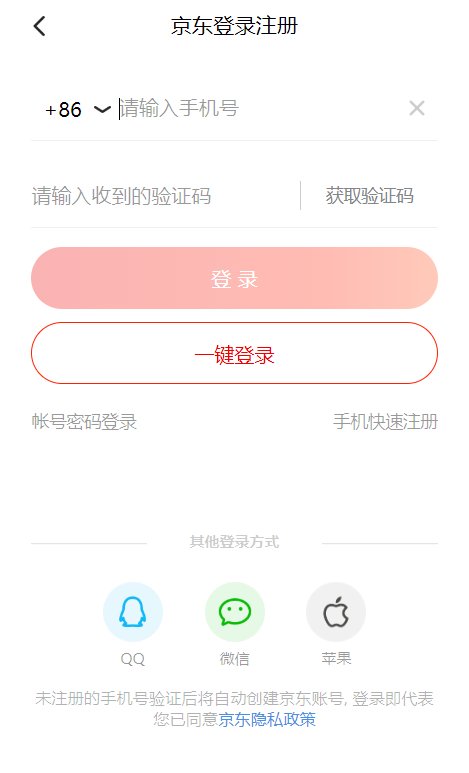 京东登录注册
+86 请输入手机号
请输入收到的验证码 获取验证码
登 录
一键登录
帐号密码登录 手机快速注册
其他登录方式
QQ 微信 苹果
未注册的手机号验证后将自动创建京东账号, 登录即代表
您已同意京东隐私政策